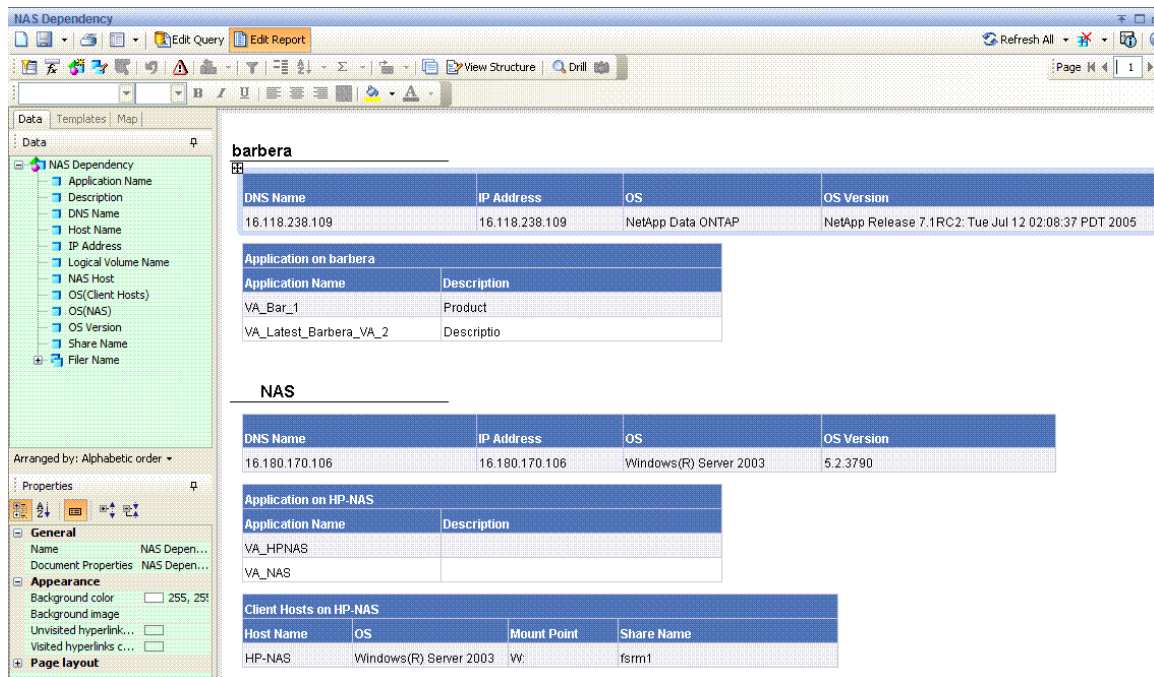 NAS Dependency
Edit Query Edit Report Refresh All
Σ View Structure Drill Page 1
B I U A
Data Templates Map
Data
NAS Dependency
Application Name
Description
DNS Name
Host Name
IP Address
Logical Volume Name
NAS Host
OS(Client Hosts)
OS(NAS)
OS Version
Share Name
Filer Name
Arranged by: Alphabetic order
Properties
General
Name NAS Depen...
Document Properties NAS Depen...
Appearance
Background color 255, 255
Background image
Unvisited hyperlink...
Visited hyperlinks c...
Page layout
barbera
DNS Name IP Address OS OS Version
16.118.238.109 16.118.238.109 NetApp Data ONTAP NetApp Release 7.1RC2: Tue Jul 12 02:08:37 PDT 2005
Application on barbera
Application Name Description
VA_Bar_1 Product
VA_Latest_Barbera_VA_2 Descriptio
NAS
DNS Name IP Address OS OS Version
16.180.170.106 16.180.170.106 Windows(R) Server 2003 5.2.3790
Application on HP-NAS
Application Name Description
VA_HPNAS
VA_NAS
Client Hosts on HP-NAS
Host Name OS Mount Point Share Name
HP-NAS Windows(R) Server 2003 W: fsrm1